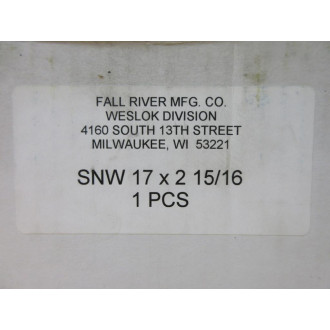 FALL RIVER MFG. CO.
WESLOK DIVISION
4160 SOUTH 13TH STREET
MILWAUKEE, WI 53221
SNW 17 x 2 15/16
1 PCS